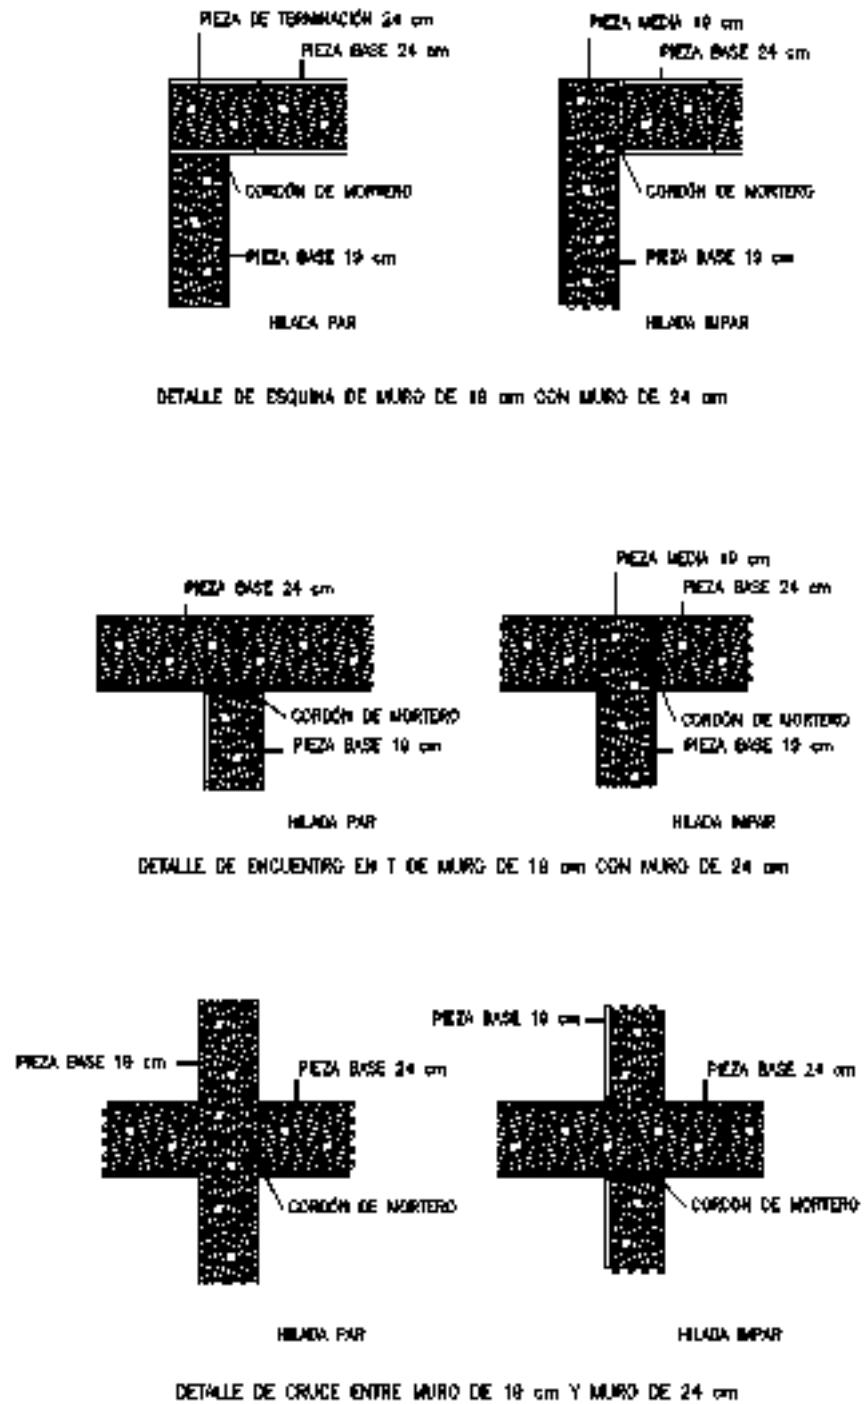 PIEZA DE TERMINACIÓN 24 cm
PIEZA BASE 24 cm
CORDÓN DE MORTERO
PIEZA BASE 19 cm
HILADA PAR
PIEZA MEDIA 19 cm
PIEZA BASE 24 cm
CORDÓN DE MORTERO
PIEZA BASE 19 cm
HILADA IMPAR
DETALLE DE ESQUINA DE MURO DE 19 cm CON MURO DE 24 cm
PIEZA BASE 24 cm
CORDÓN DE MORTERO
PIEZA BASE 19 cm
HILADA PAR
PIEZA MEDIA 19 cm
PIEZA BASE 24 cm
CORDÓN DE MORTERO
PIEZA BASE 19 cm
HILADA IMPAR
DETALLE DE ENCUENTRO EN T DE MURO DE 19 cm CON MURO DE 24 cm
PIEZA BASE 19 cm
PIEZA BASE 24 cm
CORDÓN DE MORTERO
HILADA PAR
PIEZA BASE 19 cm
PIEZA BASE 24 cm
CORDÓN DE MORTERO
HILADA IMPAR
DETALLE DE CRUCE ENTRE MURO DE 19 cm Y MURO DE 24 cm